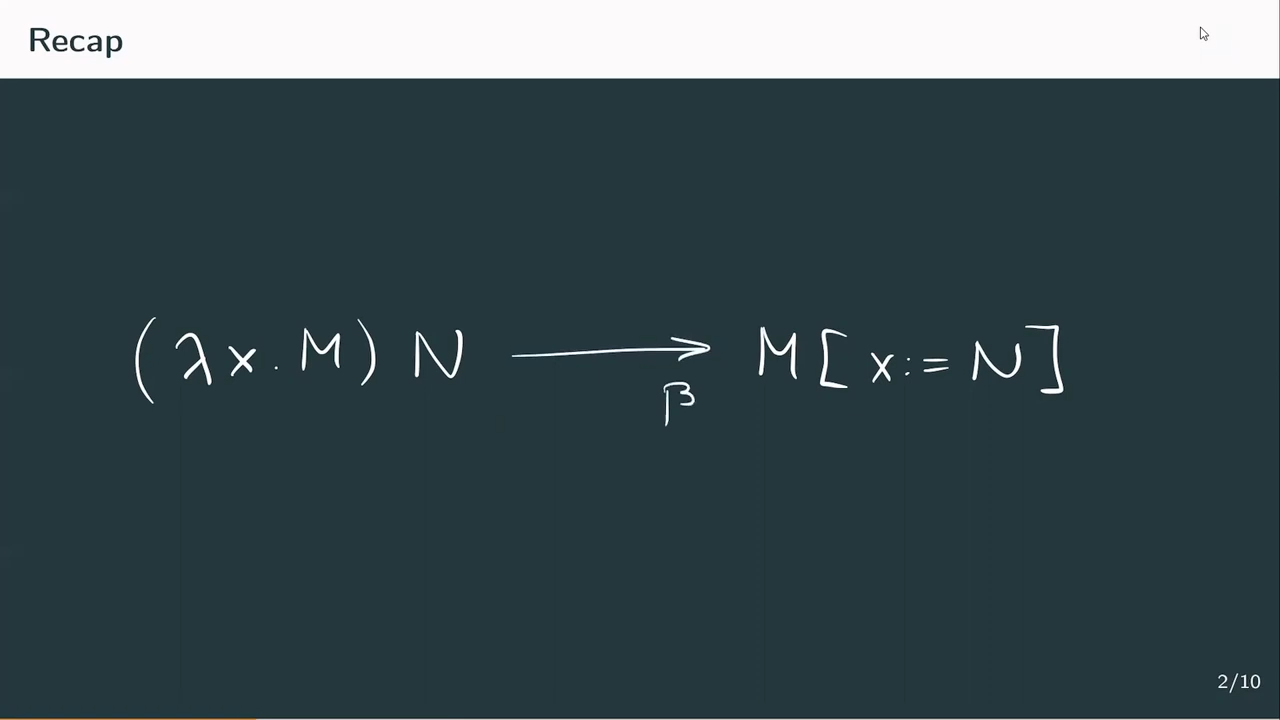 Recap
(λx.M) N ⟶ M[x:=N]
β
2/10